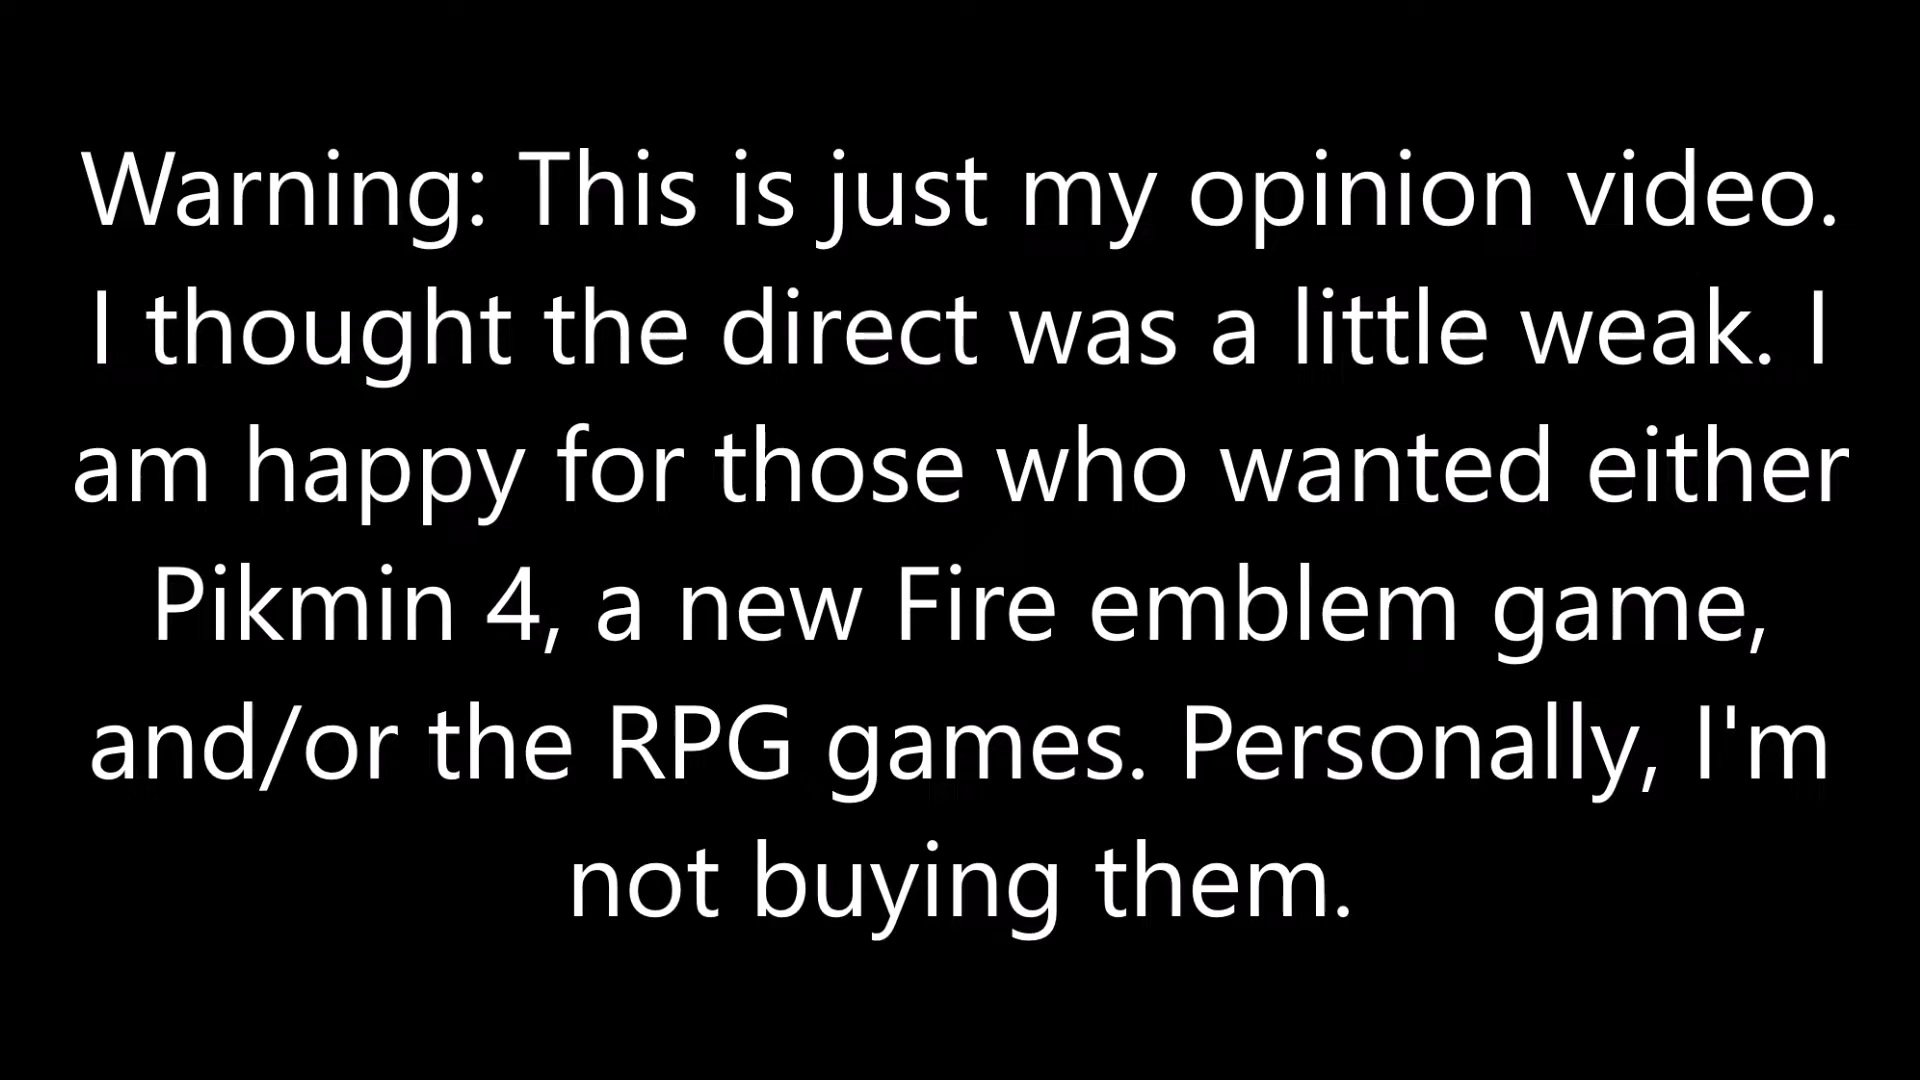 Warning: This is just my opinion video.
I thought the direct was a little weak. I
am happy for those who wanted either
Pikmin 4, a new Fire emblem game,
and/or the RPG games. Personally, I'm
not buying them.